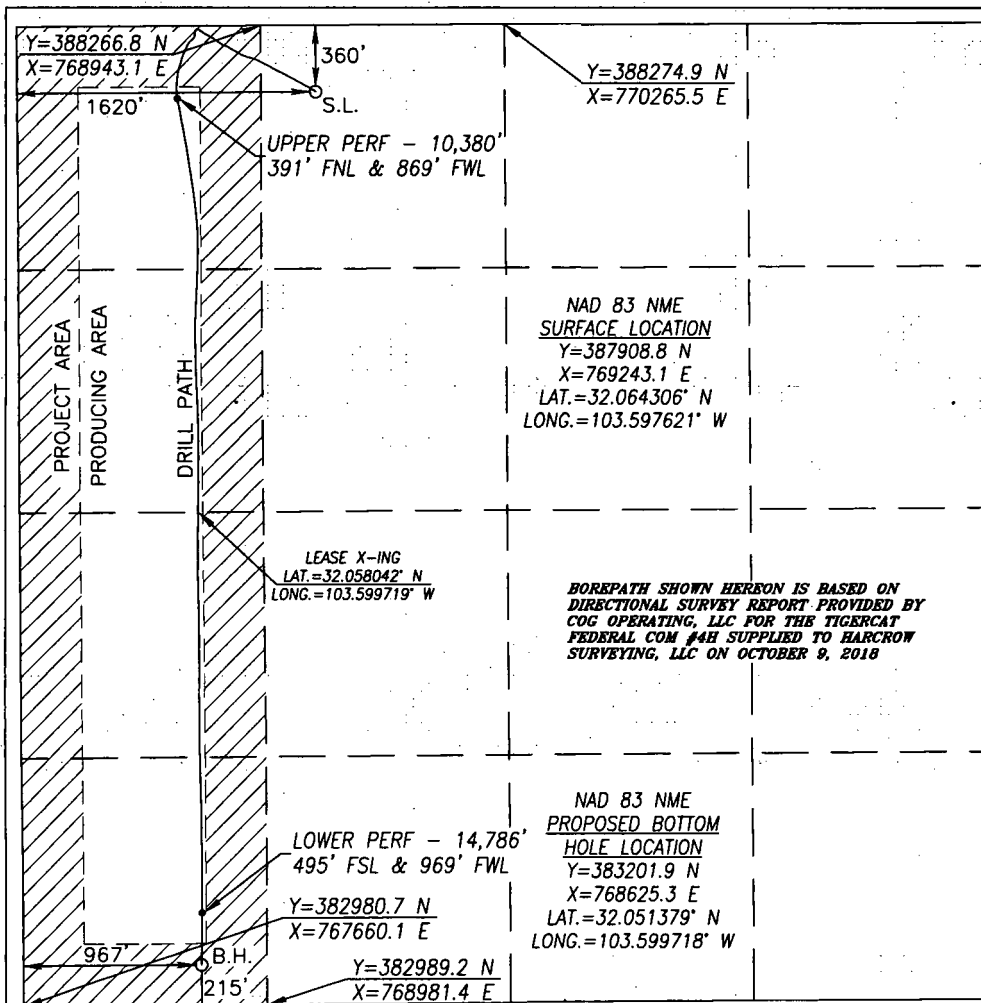 Y=388266.8 N
X=768943.1 E
360'
Y=388274.9 N
X=770265.5 E
1620'
S.L.
UPPER PERF - 10,380'
391' FNL & 869' FWL
PROJECT AREA
PRODUCING AREA
DRILL PATH
NAD 83 NME
SURFACE LOCATION
Y=387908.8 N
X=769243.1 E
LAT.=32.064306° N
LONG.=103.597621° W
LEASE X-ING
LAT.=32.058042° N
LONG.=103.599719° W
BOREPATH SHOWN HEREON IS BASED ON
DIRECTIONAL SURVEY REPORT PROVIDED BY
COG OPERATING, LLC FOR THE TIGERCAT
FEDERAL COM #4H SUPPLIED TO HARCROW
SURVEYING, LLC ON OCTOBER 9, 2018
NAD 83 NME
PROPOSED BOTTOM
HOLE LOCATION
Y=383201.9 N
X=768625.3 E
LAT.=32.051379° N
LONG.=103.599718° W
LOWER PERF - 14,786'
495' FSL & 969' FWL
Y=382980.7 N
X=767660.1 E
967'
B.H.
215'
Y=382989.2 N
X=768981.4 E